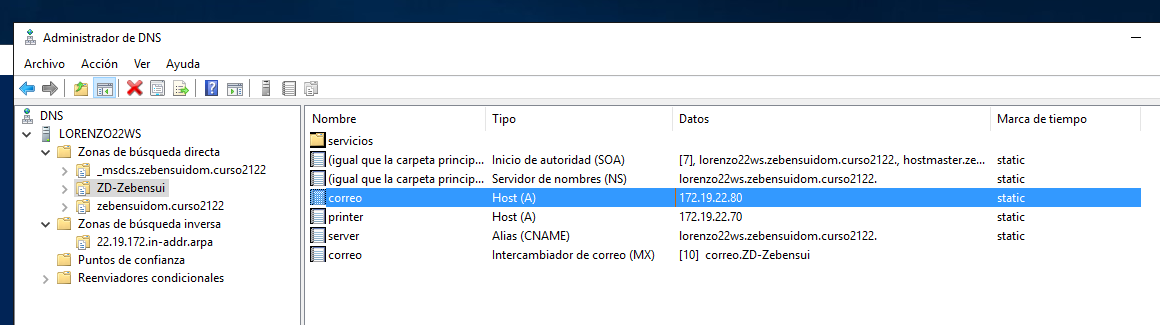 Administrador de DNS
Archivo Acción Ver Ayuda
DNS
LORENZO22WS
Zonas de búsqueda directa
_msdcs.zebensuidom.curso2122
ZD-Zebensui
zebensuidom.curso2122
Zonas de búsqueda inversa
22.19.172.in-addr.arpa
Puntos de confianza
Reenviadores condicionales
Nombre Tipo Datos Marca de tiempo
servicios
(igual que la carpeta princip... Inicio de autoridad (SOA) [7], lorenzo22ws.zebensuidom.curso2122., hostmaster.ze... static
(igual que la carpeta princip... Servidor de nombres (NS) lorenzo22ws.zebensuidom.curso2122. static
correo Host (A) 172.19.22.80 static
printer Host (A) 172.19.22.70 static
server Alias (CNAME) lorenzo22ws.zebensuidom.curso2122. static
correo Intercambiador de correo (MX) [10] correo.ZD-Zebensui